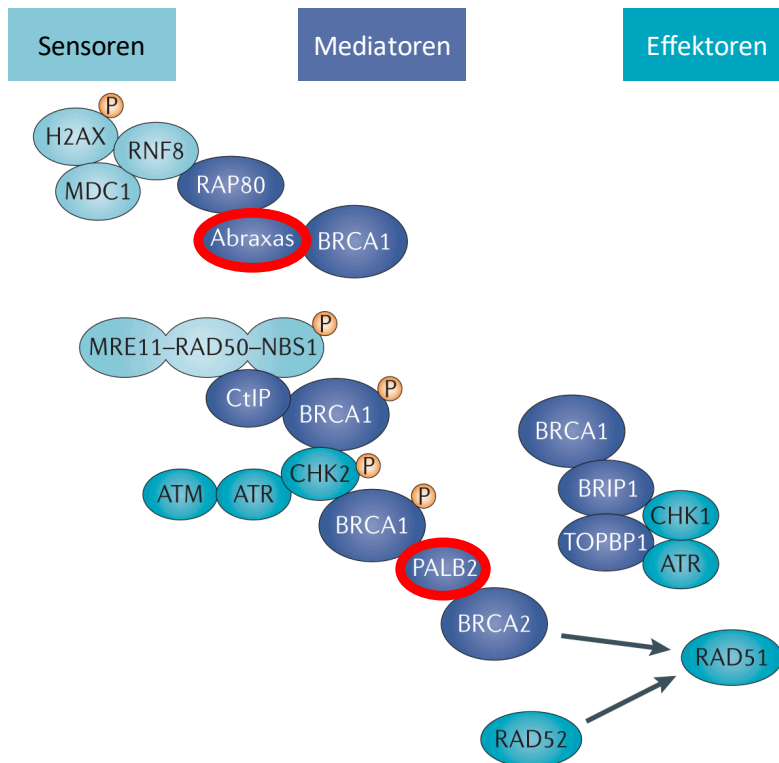 Sensoren
Mediatoren
Effektoren
P
H2AX
RNF8
MDC1
RAP80
Abraxas
BRCA1
P
MRE11–RAD50–NBS1
CtIP
P
BRCA1
BRCA1
CHK2
P
ATM
ATR
P
BRCA1
BRIP1
CHK1
TOPBP1
ATR
PALB2
BRCA2
RAD51
RAD52